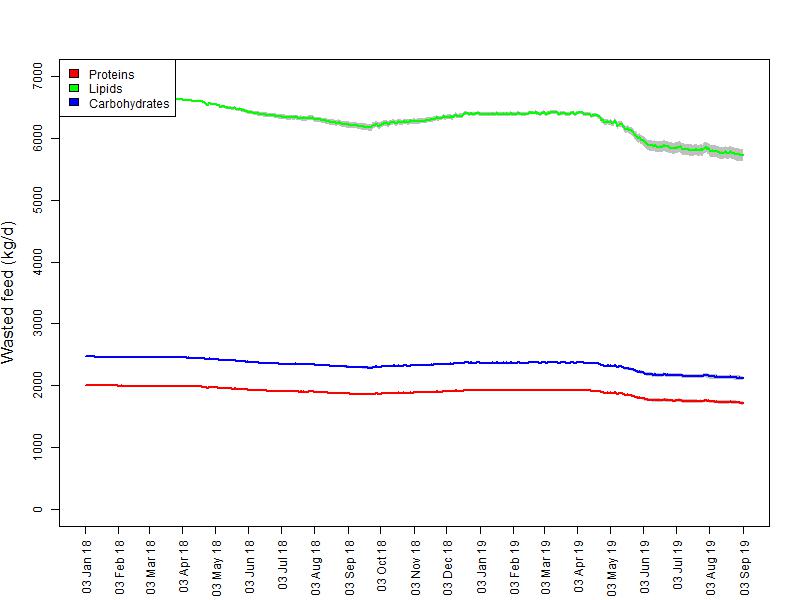 Proteins
Lipids
Carbohydrates
Wasted feed (kg/d)
7000
6000
5000
4000
3000
2000
1000
0
03 Jan 18
03 Feb 18
03 Mar 18
03 Apr 18
03 May 18
03 Jun 18
03 Jul 18
03 Aug 18
03 Sep 18
03 Oct 18
03 Nov 18
03 Dec 18
03 Jan 19
03 Feb 19
03 Mar 19
03 Apr 19
03 May 19
03 Jun 19
03 Jul 19
03 Aug 19
03 Sep 19